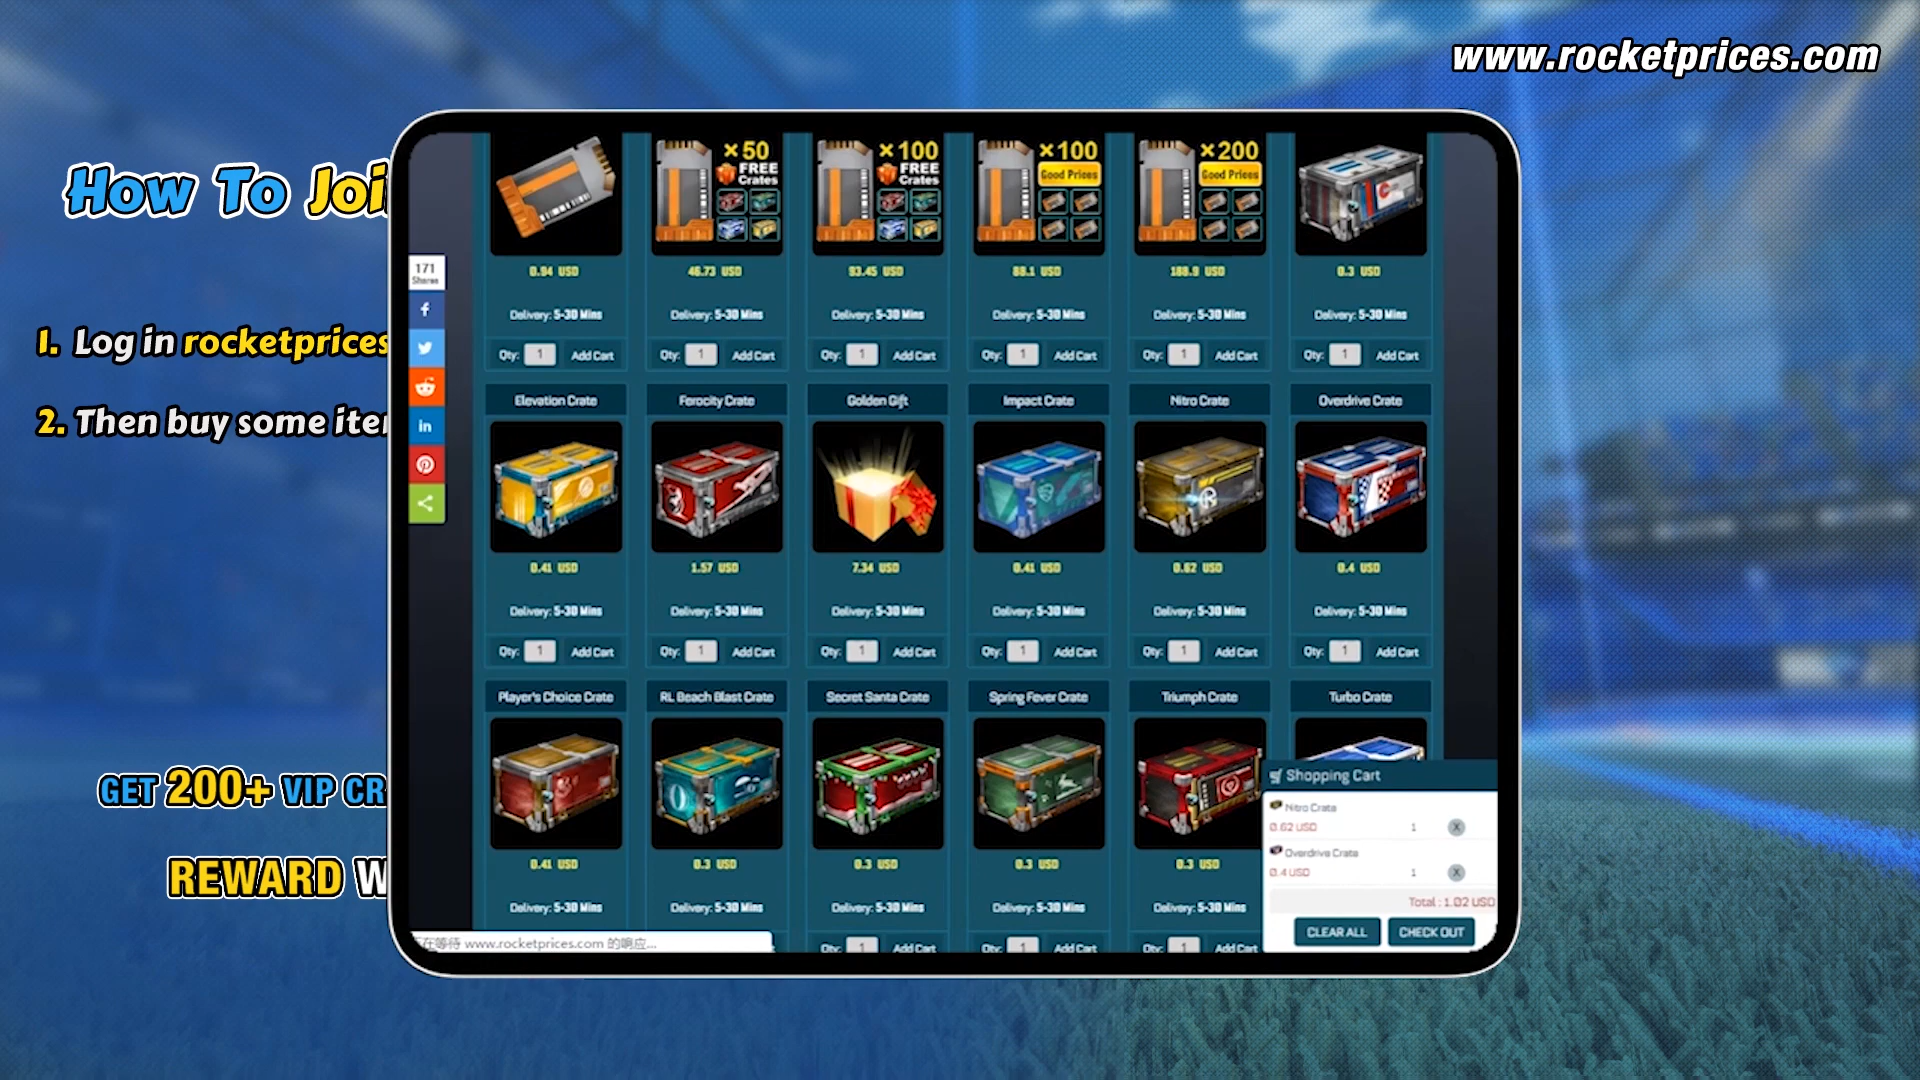 www.rocketprices.com
How To Joi
1. Log in rocketprices
2. Then buy some iter
GET 200+ VIP CR
REWARD W
171
Shares
×50
FREE
Crates
×100
FREE
Crates
×100
Good Prices
×200
Good Prices
0.94 USD
46.73 USD
93.45 USD
88.1 USD
168.9 USD
0.3 USD
Delivery: 5-30 Mins
Delivery: 5-30 Mins
Delivery: 5-30 Mins
Delivery: 5-30 Mins
Delivery: 5-30 Mins
Delivery: 5-30 Mins
Qty: 1 Add Cart
Qty: 1 Add Cart
Qty: 1 Add Cart
Qty: 1 Add Cart
Qty: 1 Add Cart
Qty: 1 Add Cart
Elevation Crate
Ferocity Crate
Golden Gift
Impact Crate
Nitro Crate
Overdrive Crate
0.41 USD
1.57 USD
7.34 USD
0.41 USD
0.62 USD
0.4 USD
Delivery: 5-30 Mins
Delivery: 5-30 Mins
Delivery: 5-30 Mins
Delivery: 5-30 Mins
Delivery: 5-30 Mins
Delivery: 5-30 Mins
Qty: 1 Add Cart
Qty: 1 Add Cart
Qty: 1 Add Cart
Qty: 1 Add Cart
Qty: 1 Add Cart
Qty: 1 Add Cart
Player's Choice Crate
RL Beach Blast Crate
Secret Santa Crate
Spring Fever Crate
Triumph Crate
Turbo Crate
0.41 USD
0.3 USD
0.3 USD
0.3 USD
0.3 USD
Delivery: 5-30 Mins
Delivery: 5-30 Mins
Delivery: 5-30 Mins
Delivery: 5-30 Mins
Delivery: 5-30 Mins
Qty: 1 Add Cart
Qty: 1 Add Cart
Qty: 1 Add Cart
Shopping Cart
Nitro Crate
0.62 USD 1 X
Overdrive Crate
0.4 USD 1 X
Total : 1.02 USD
CLEAR ALL
CHECK OUT
在等待 www.rocketprices.com 的响应...